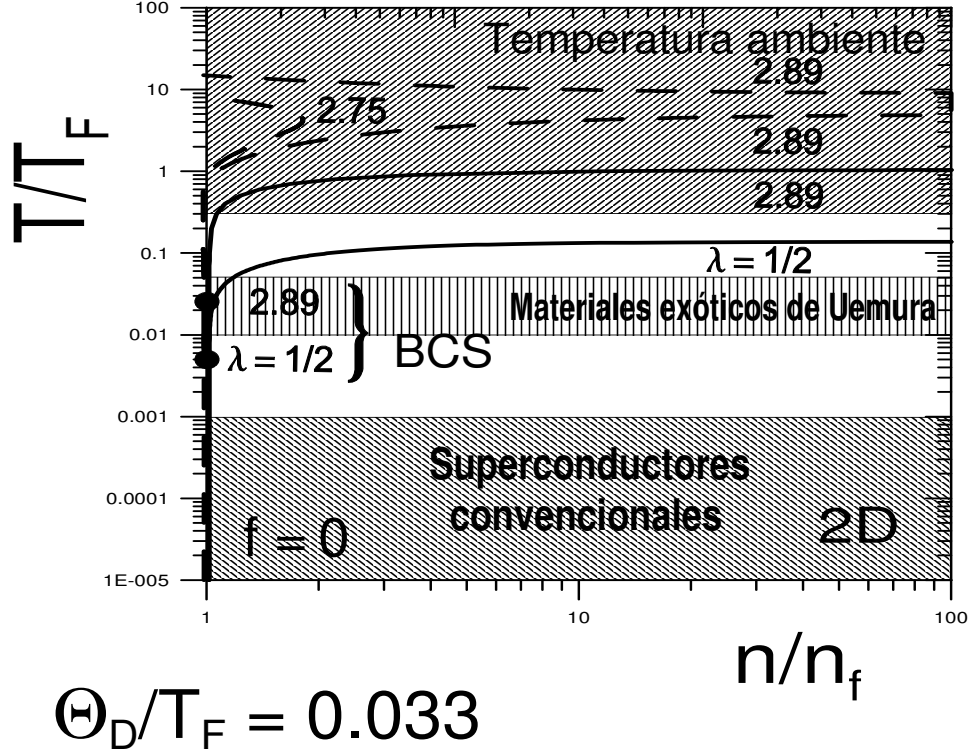 100
Temperatura ambiente
2.89
10
2.75
2.89
T/T_F
1
2.89
0.1
λ = 1/2
2.89
Materiales exóticos de Uemura
0.01
λ = 1/2
} BCS
0.001
Superconductores
convencionales
0.0001
f = 0
2D
1E-005
1
10
100
n/n_f
Θ_D/T_F = 0.033